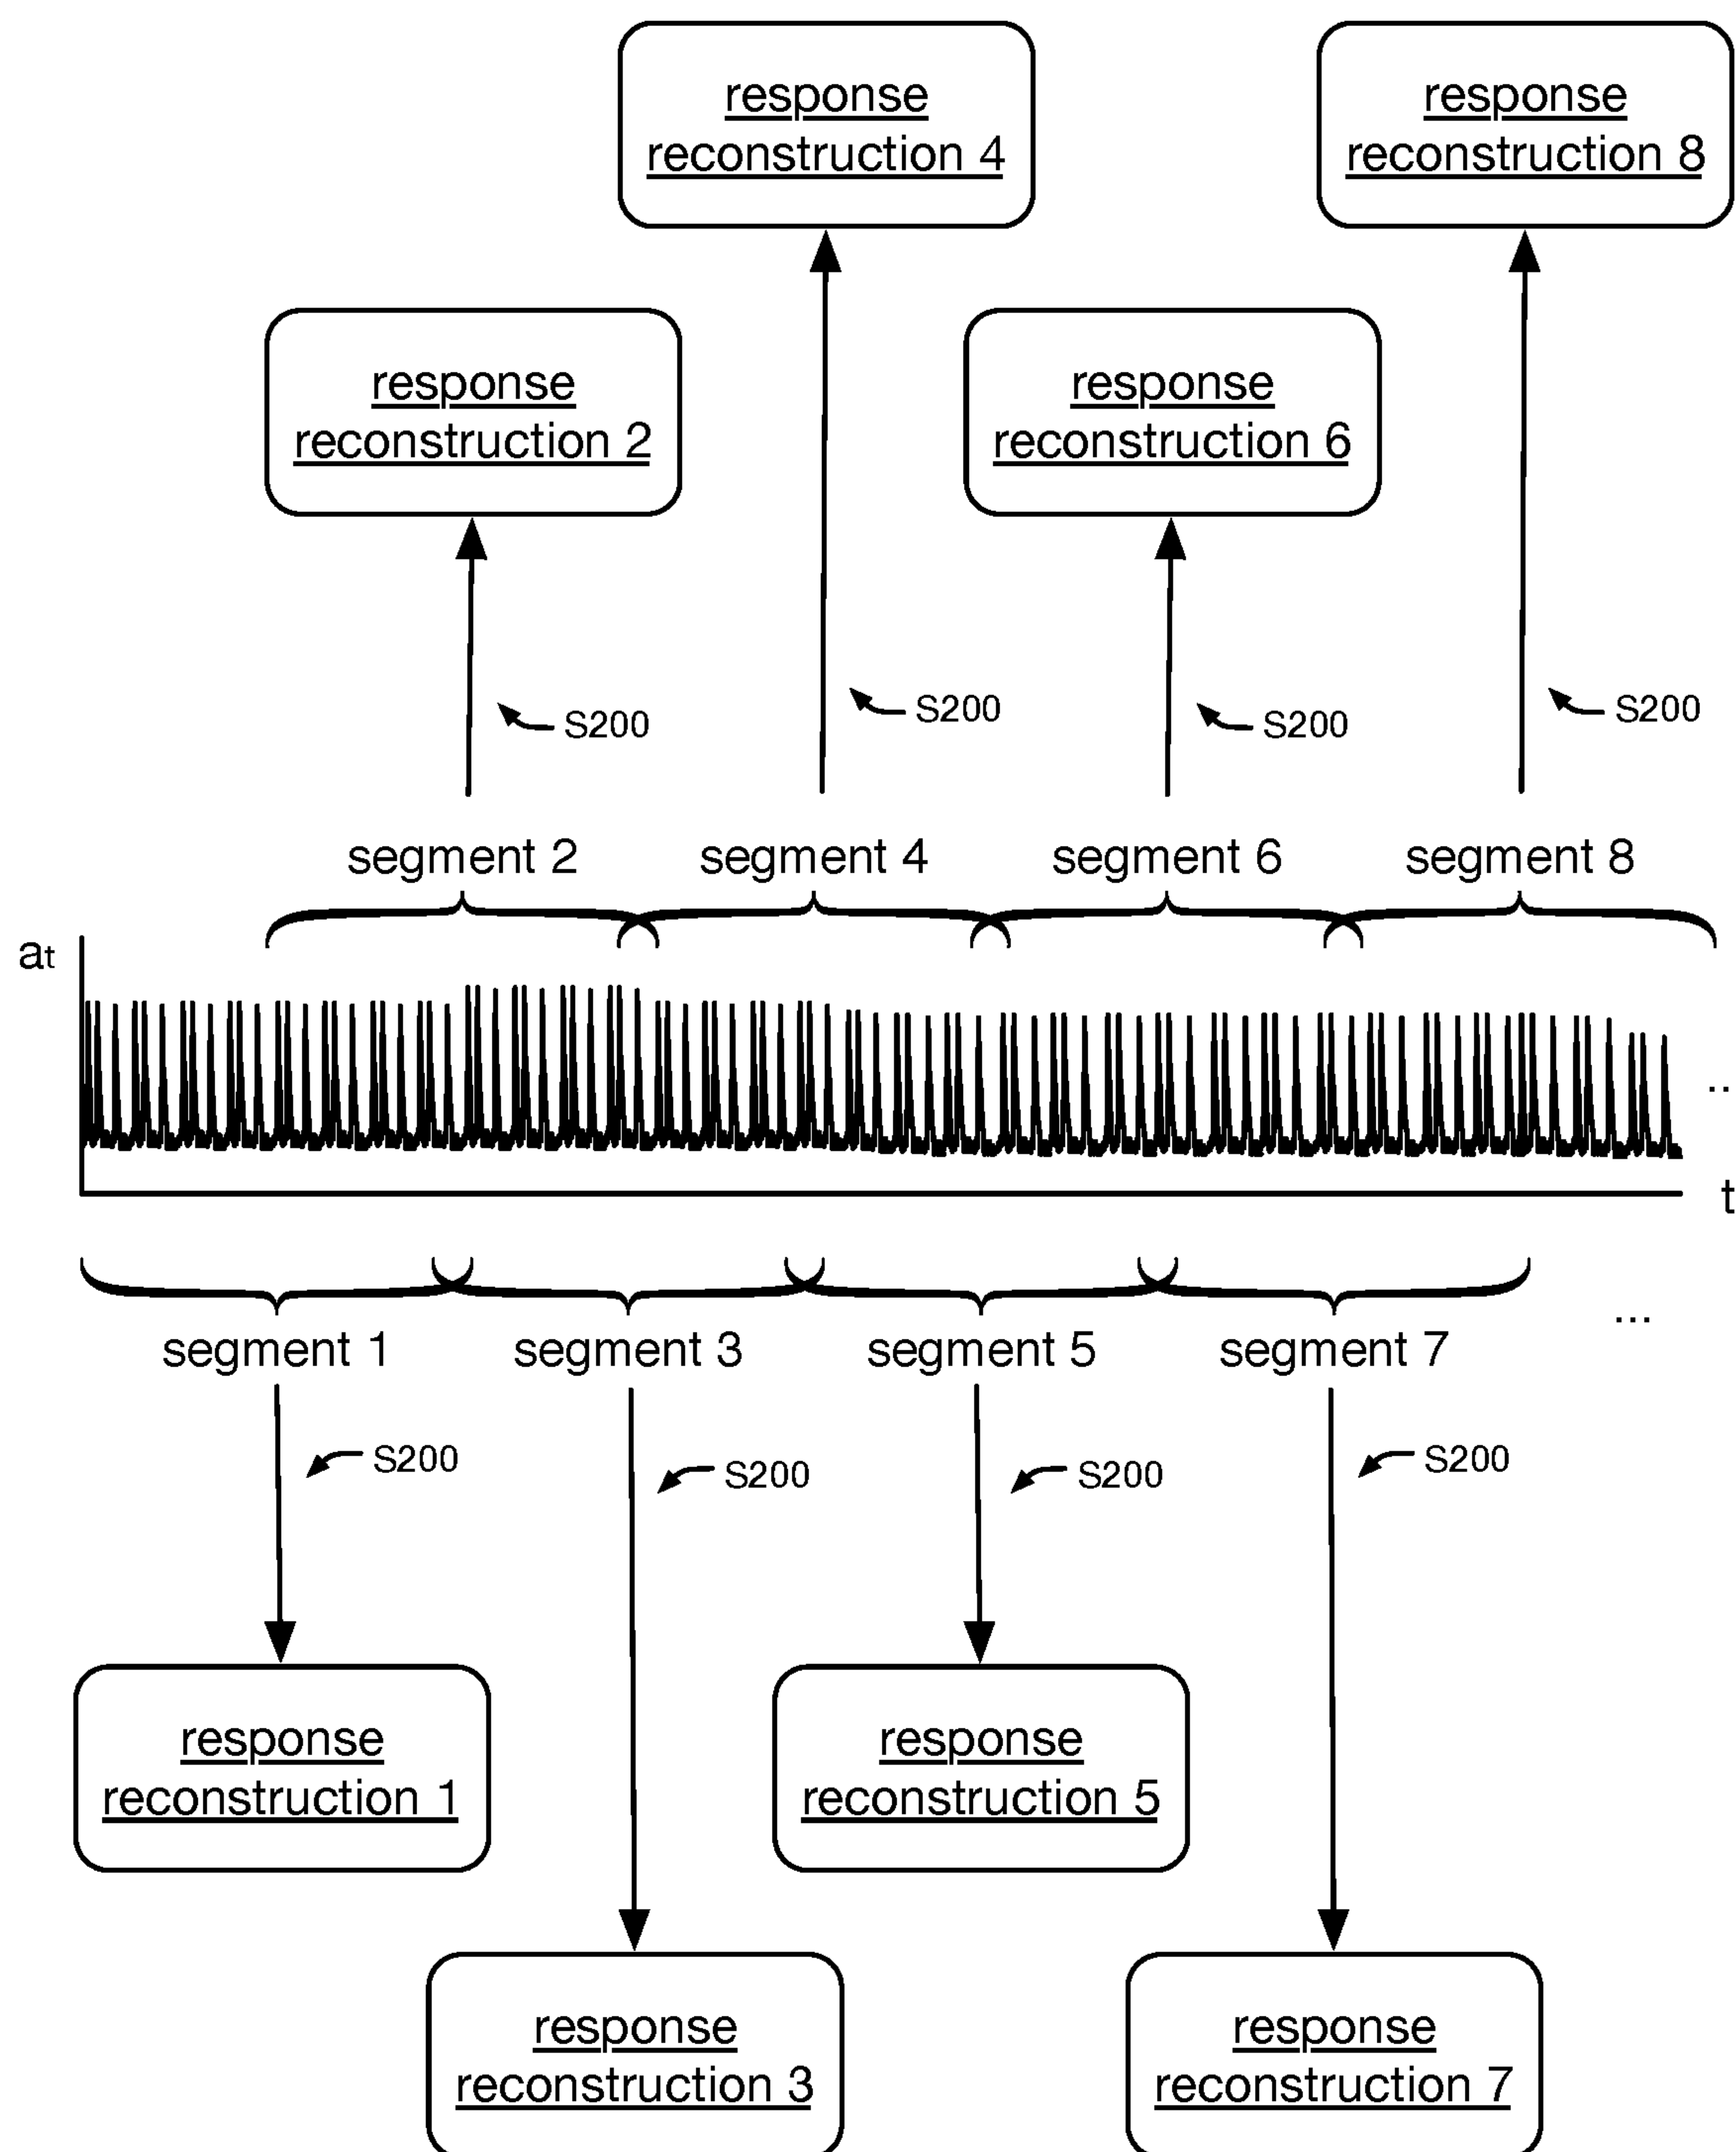 response
reconstruction 4
response
reconstruction 8
response
reconstruction 2
response
reconstruction 6
S200
S200
S200
S200
segment 2
segment 4
segment 6
segment 8
at
..
t
segment 1
segment 3
segment 5
segment 7
...
S200
S200
S200
S200
response
reconstruction 1
response
reconstruction 5
response
reconstruction 3
response
reconstruction 7